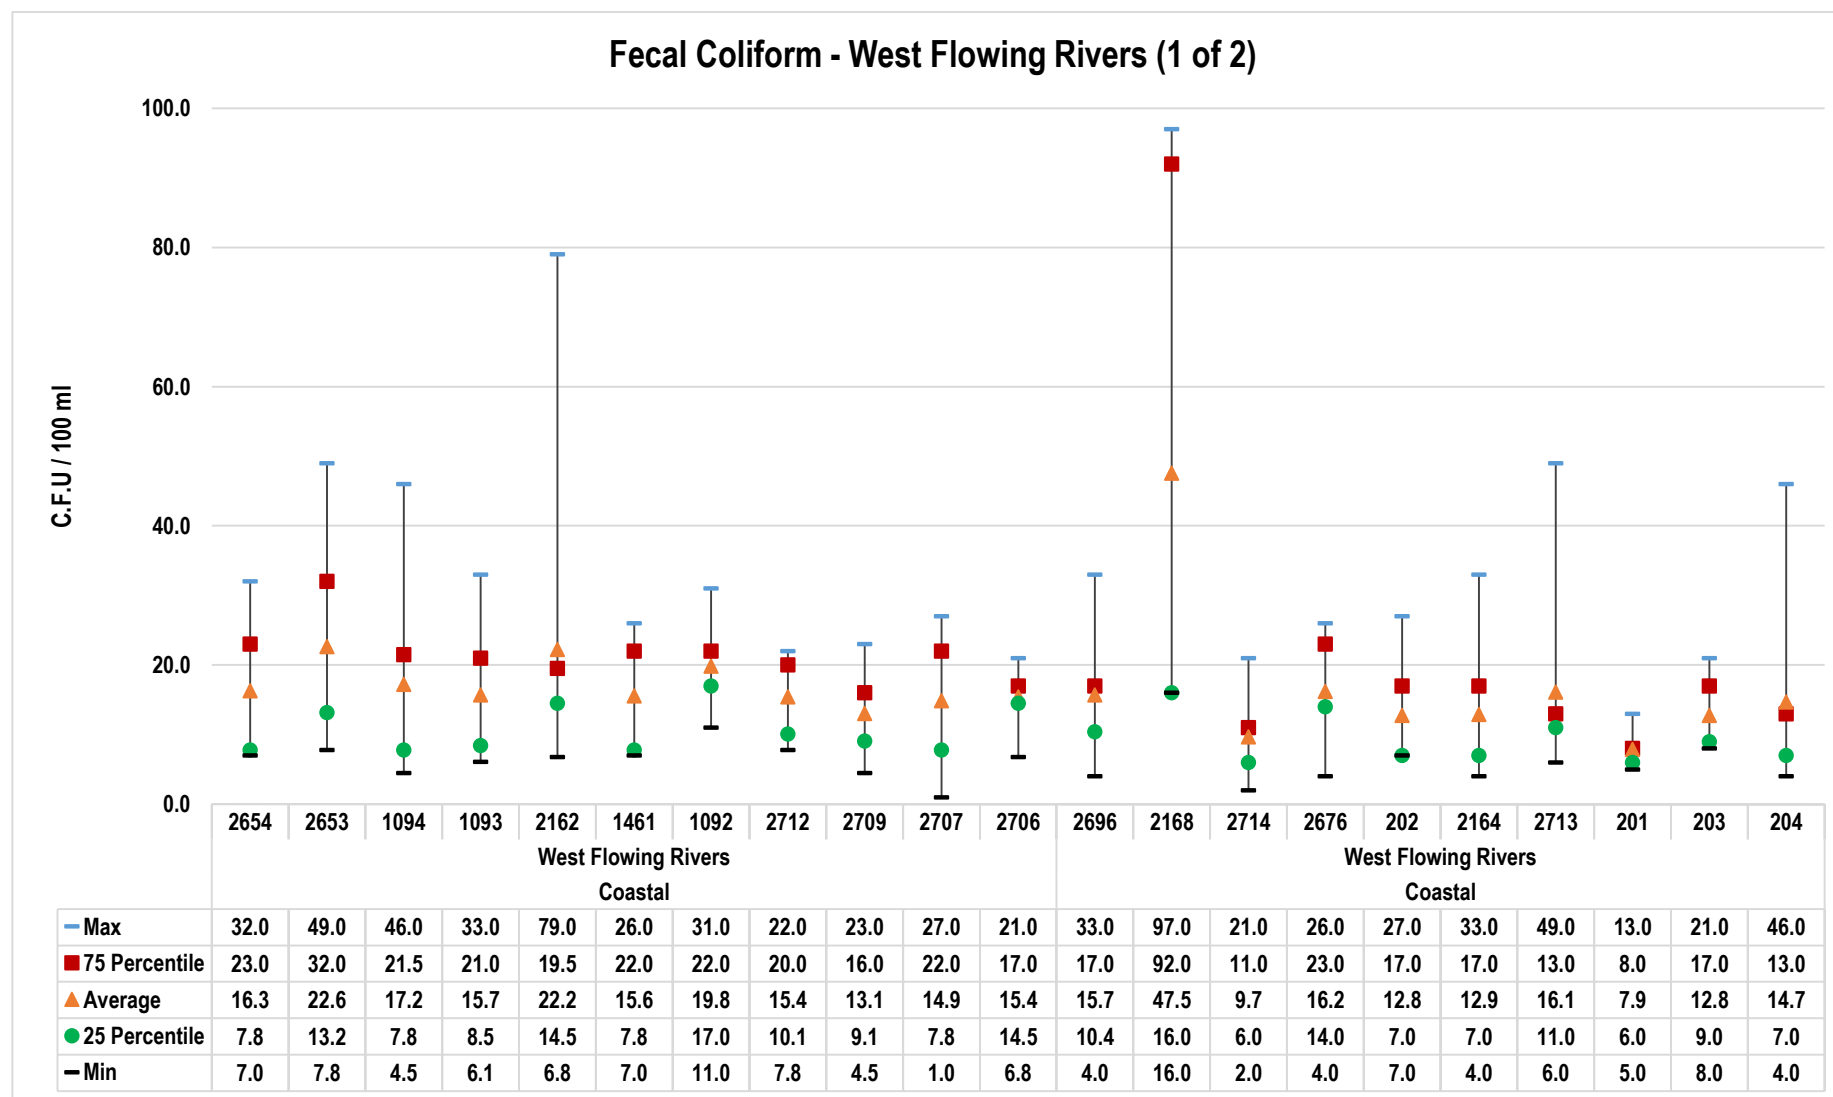 Fecal Coliform - West Flowing Rivers (1 of 2)
100.0
80.0
60.0
40.0
20.0
0.0
C.F.U / 100 ml
2654 2653 1094 1093 2162 1461 1092 2712 2709 2707 2706 2696 2168 2714 2676 202 2164 2713 201 203 204
West Flowing Rivers West Flowing Rivers
Coastal Coastal
Max 32.0 49.0 46.0 33.0 79.0 26.0 31.0 22.0 23.0 27.0 21.0 33.0 97.0 21.0 26.0 27.0 33.0 49.0 13.0 21.0 46.0
75 Percentile 23.0 32.0 21.5 21.0 19.5 22.0 22.0 20.0 16.0 22.0 17.0 17.0 92.0 11.0 23.0 17.0 17.0 13.0 8.0 17.0 13.0
Average 16.3 22.6 17.2 15.7 22.2 15.6 19.8 15.4 13.1 14.9 15.4 15.7 47.5 9.7 16.2 12.8 12.9 16.1 7.9 12.8 14.7
25 Percentile 7.8 13.2 7.8 8.5 14.5 7.8 17.0 10.1 9.1 7.8 14.5 10.4 16.0 6.0 14.0 7.0 7.0 11.0 6.0 9.0 7.0
Min 7.0 7.8 4.5 6.1 6.8 7.0 11.0 7.8 4.5 1.0 6.8 4.0 16.0 2.0 4.0 7.0 4.0 6.0 5.0 8.0 4.0